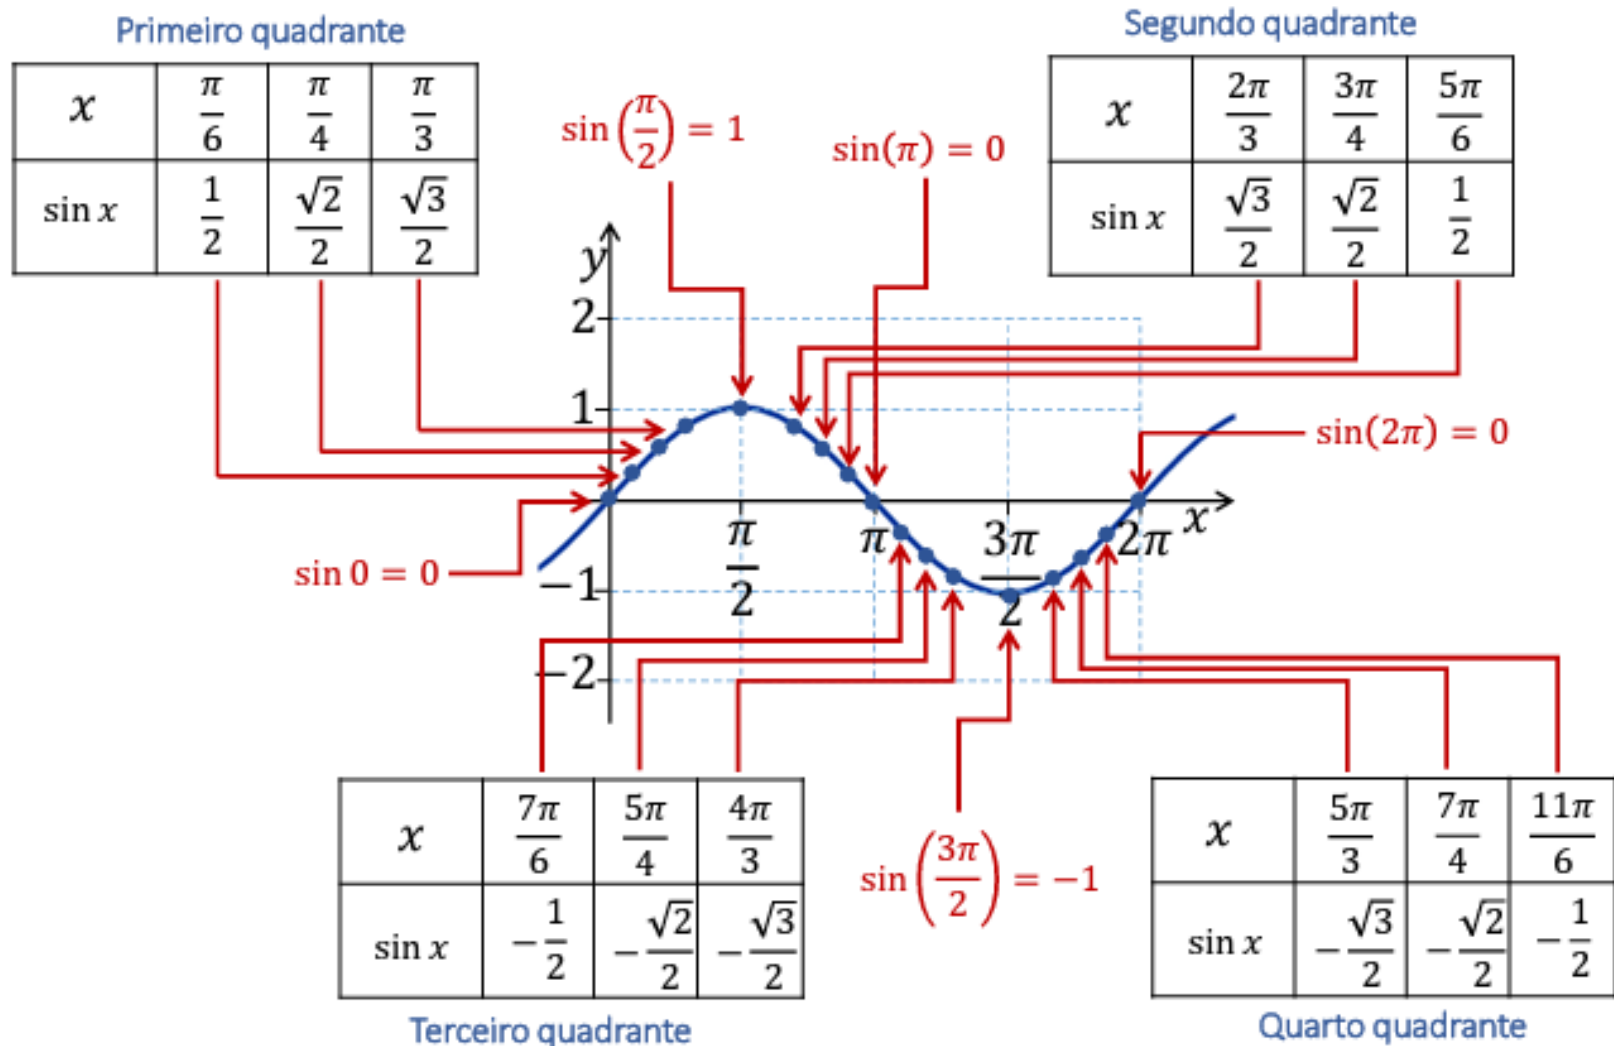 Primeiro quadrante
x π/6 π/4 π/3
sin x 1/2 √2/2 √3/2
sin(π/2) = 1
sin(π) = 0
Segundo quadrante
x 2π/3 3π/4 5π/6
sin x √3/2 √2/2 1/2
y
2
1
−1
−2
π/2
π
3π/2
2π
x
sin 0 = 0
sin(2π) = 0
x 7π/6 5π/4 4π/3
sin x −1/2 −√2/2 −√3/2
Terceiro quadrante
sin(3π/2) = −1
x 5π/3 7π/4 11π/6
sin x −√3/2 −√2/2 −1/2
Quarto quadrante